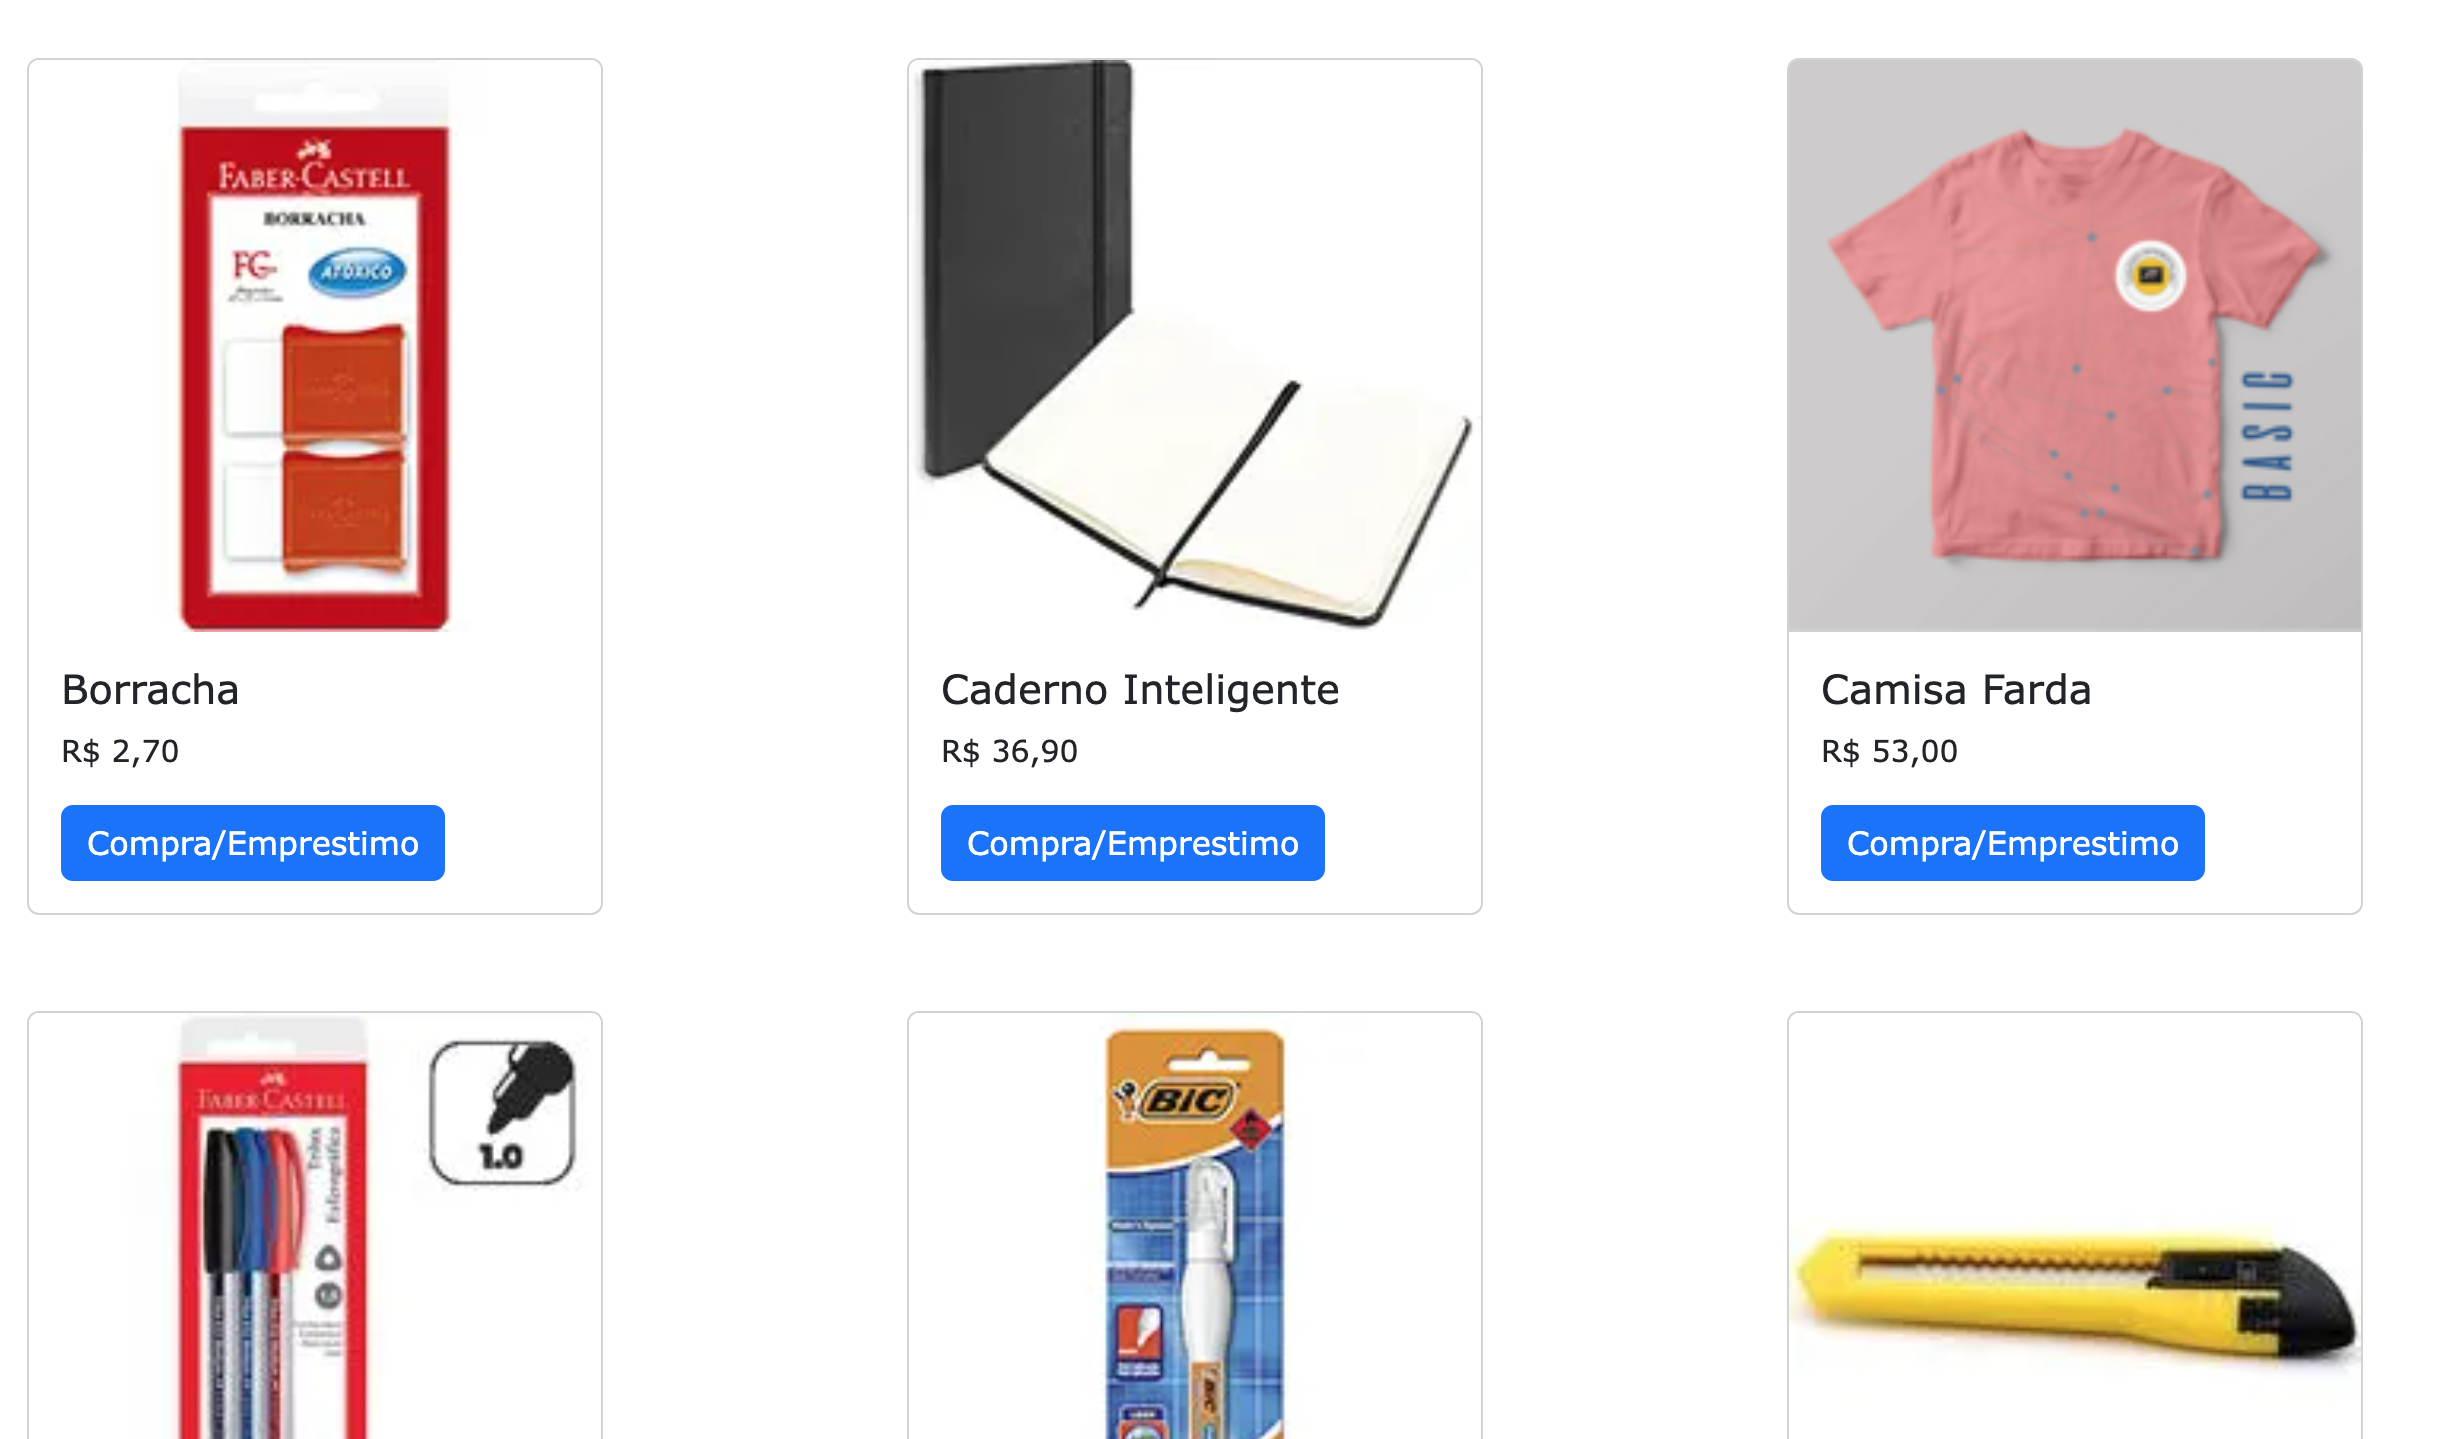 FABER-CASTELL
BORRACHA
ATÓXICO
BASIC
Borracha
R$ 2,70
Compra/Emprestimo
Caderno Inteligente
R$ 36,90
Compra/Emprestimo
Camisa Farda
R$ 53,00
Compra/Emprestimo
FABER-CASTELL
1.0
BIC
BIC